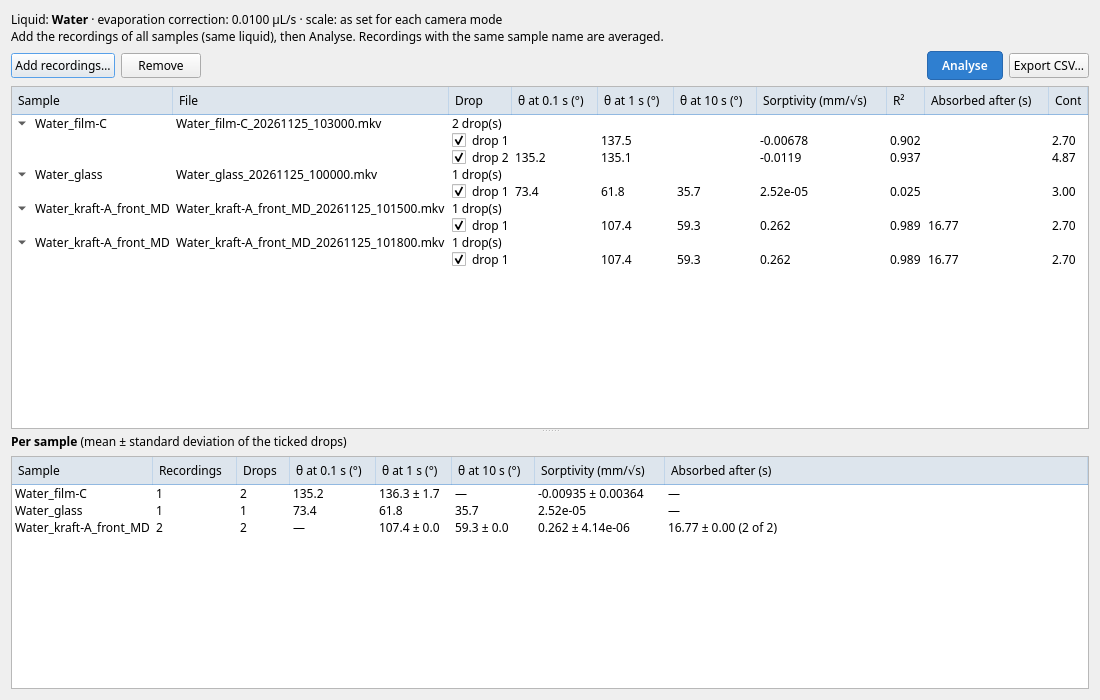 Liquid: Water · evaporation correction: 0.0100 µL/s · scale: as set for each camera mode
Add the recordings of all samples (same liquid), then Analyse. Recordings with the same sample name are averaged.
Add recordings... Remove Analyse Export CSV...
Sample File Drop θ at 0.1 s (°) θ at 1 s (°) θ at 10 s (°) Sorptivity (mm/√s) R² Absorbed after (s) Cont
Water_film-C Water_film-C_20261125_103000.mkv 2 drop(s)
drop 1 137.5 -0.00678 0.902 2.70
drop 2 135.2 135.1 -0.0119 0.937 4.87
Water_glass Water_glass_20261125_100000.mkv 1 drop(s)
drop 1 73.4 61.8 35.7 2.52e-05 0.025 3.00
Water_kraft-A_front_MD Water_kraft-A_front_MD_20261125_101500.mkv 1 drop(s)
drop 1 107.4 59.3 0.262 0.989 16.77 2.70
Water_kraft-A_front_MD Water_kraft-A_front_MD_20261125_101800.mkv 1 drop(s)
drop 1 107.4 59.3 0.262 0.989 16.77 2.70
Per sample (mean ± standard deviation of the ticked drops)
Sample Recordings Drops θ at 0.1 s (°) θ at 1 s (°) θ at 10 s (°) Sorptivity (mm/√s) Absorbed after (s)
Water_film-C 1 2 135.2 136.3 ± 1.7 — -0.00935 ± 0.00364 —
Water_glass 1 1 73.4 61.8 35.7 2.52e-05 —
Water_kraft-A_front_MD 2 2 — 107.4 ± 0.0 59.3 ± 0.0 0.262 ± 4.14e-06 16.77 ± 0.00 (2 of 2)